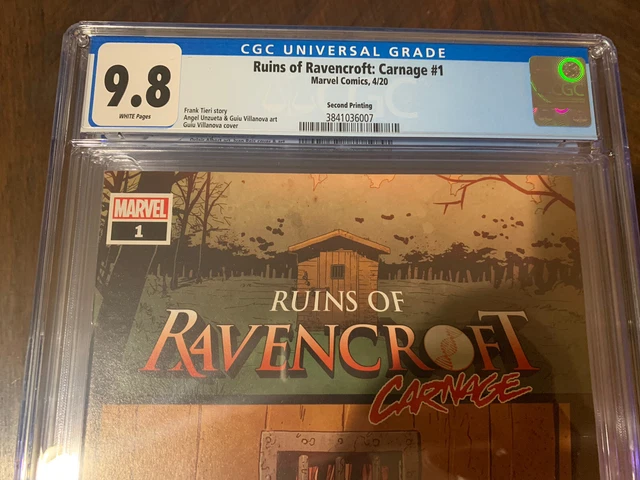 CGC UNIVERSAL GRADE
9.8
WHITE Pages
Ruins of Ravencroft: Carnage #1
Marvel Comics, 4/20
Second Printing
Frank Tieri story
Angel Unzueta & Guiu Villanova art
Guiu Villanova cover
3841036007
CGC
MARVEL
1
RUINS OF
RAVENCROFT
CARNAGE